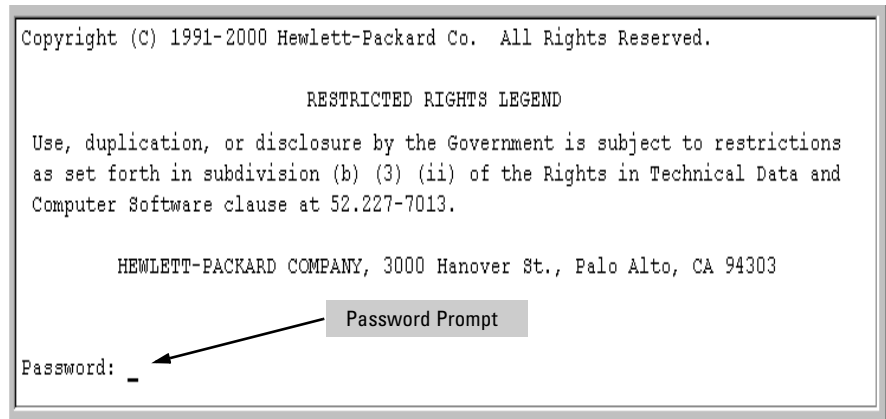 Copyright (C) 1991-2000 Hewlett-Packard Co.  All Rights Reserved.
RESTRICTED RIGHTS LEGEND
Use, duplication, or disclosure by the Government is subject to restrictions
as set forth in subdivision (b) (3) (ii) of the Rights in Technical Data and
Computer Software clause at 52.227-7013.
HEWLETT-PACKARD COMPANY, 3000 Hanover St., Palo Alto, CA 94303
Password Prompt
Password: _